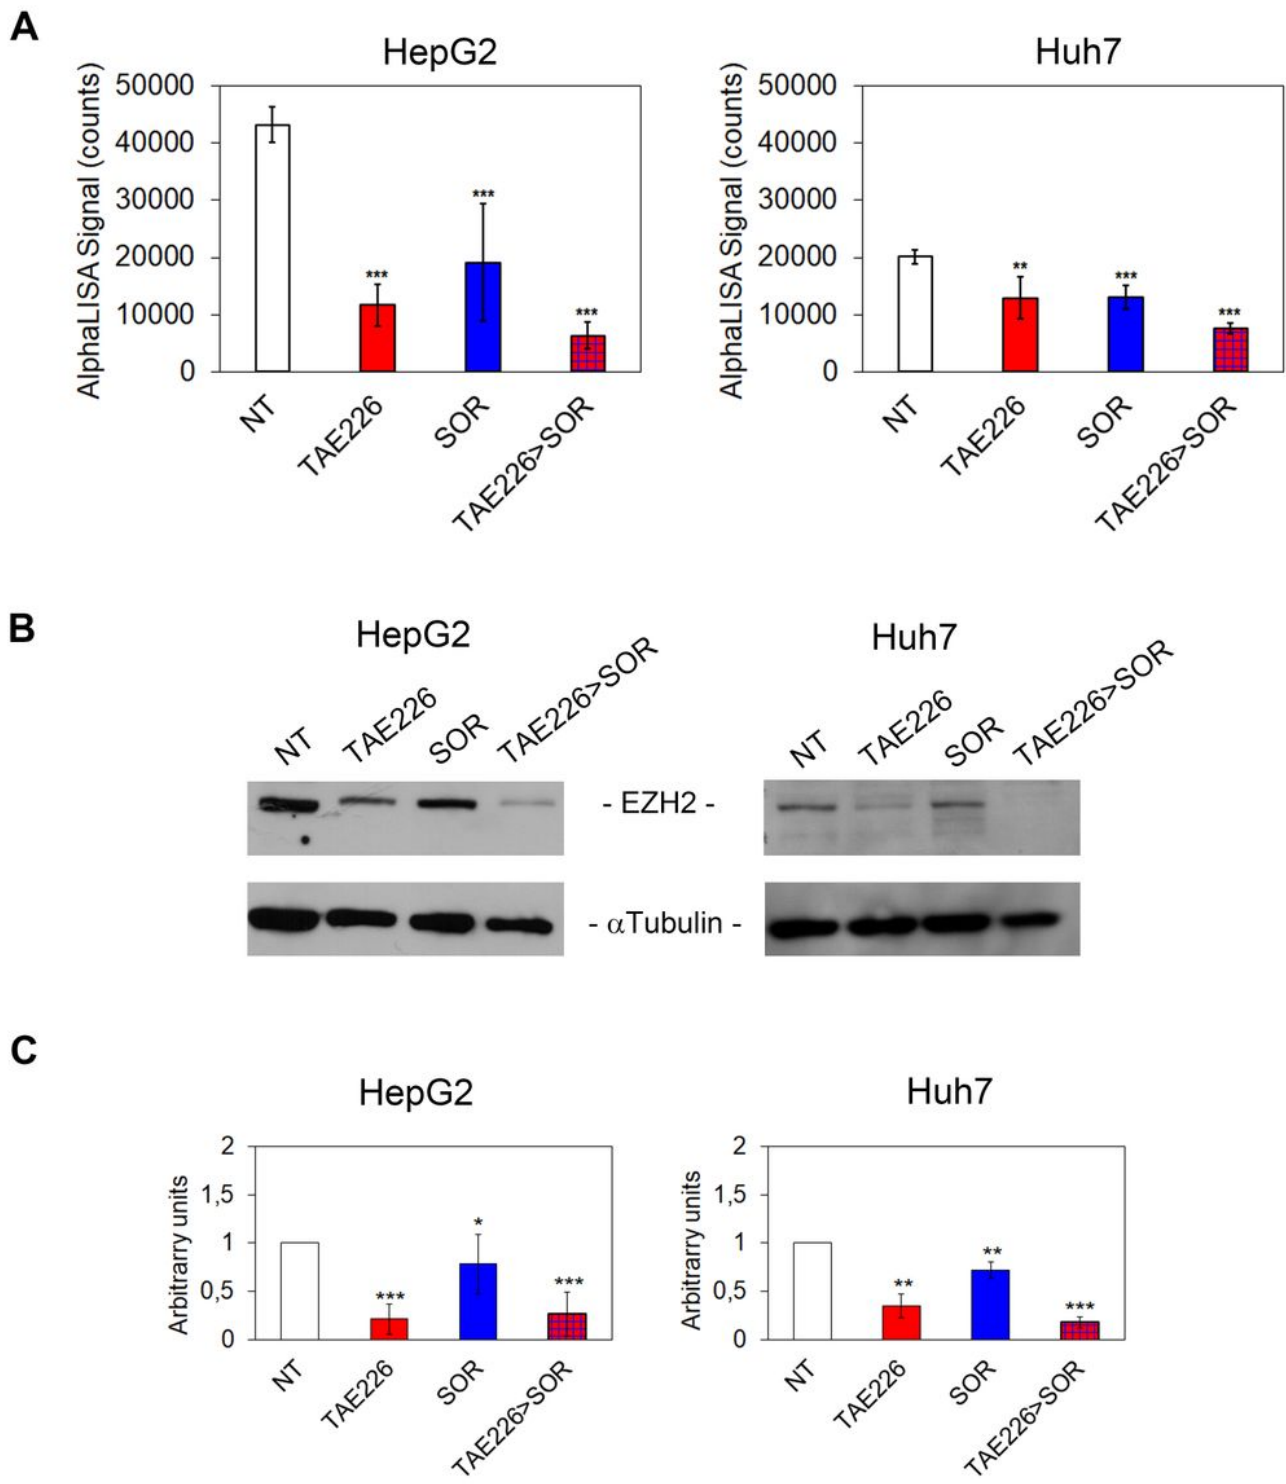 A
HepG2
Huh7
AlphaLISA Signal (counts)
50000
40000
30000
20000
10000
0
***
***
***
NT
TAE226
SOR
TAE226>SOR
AlphaLISA Signal (counts)
50000
40000
30000
20000
10000
0
**
***
***
NT
TAE226
SOR
TAE226>SOR
B
HepG2
Huh7
NT
TAE226
SOR
TAE226>SOR
NT
TAE226
SOR
TAE226>SOR
- EZH2 -
- αTubulin -
C
HepG2
Huh7
Arbitrarry units
2
1,5
1
0,5
0
***
*
***
NT
TAE226
SOR
TAE226>SOR
Arbitrarry units
2
1,5
1
0,5
0
**
**
***
NT
TAE226
SOR
TAE226>SOR